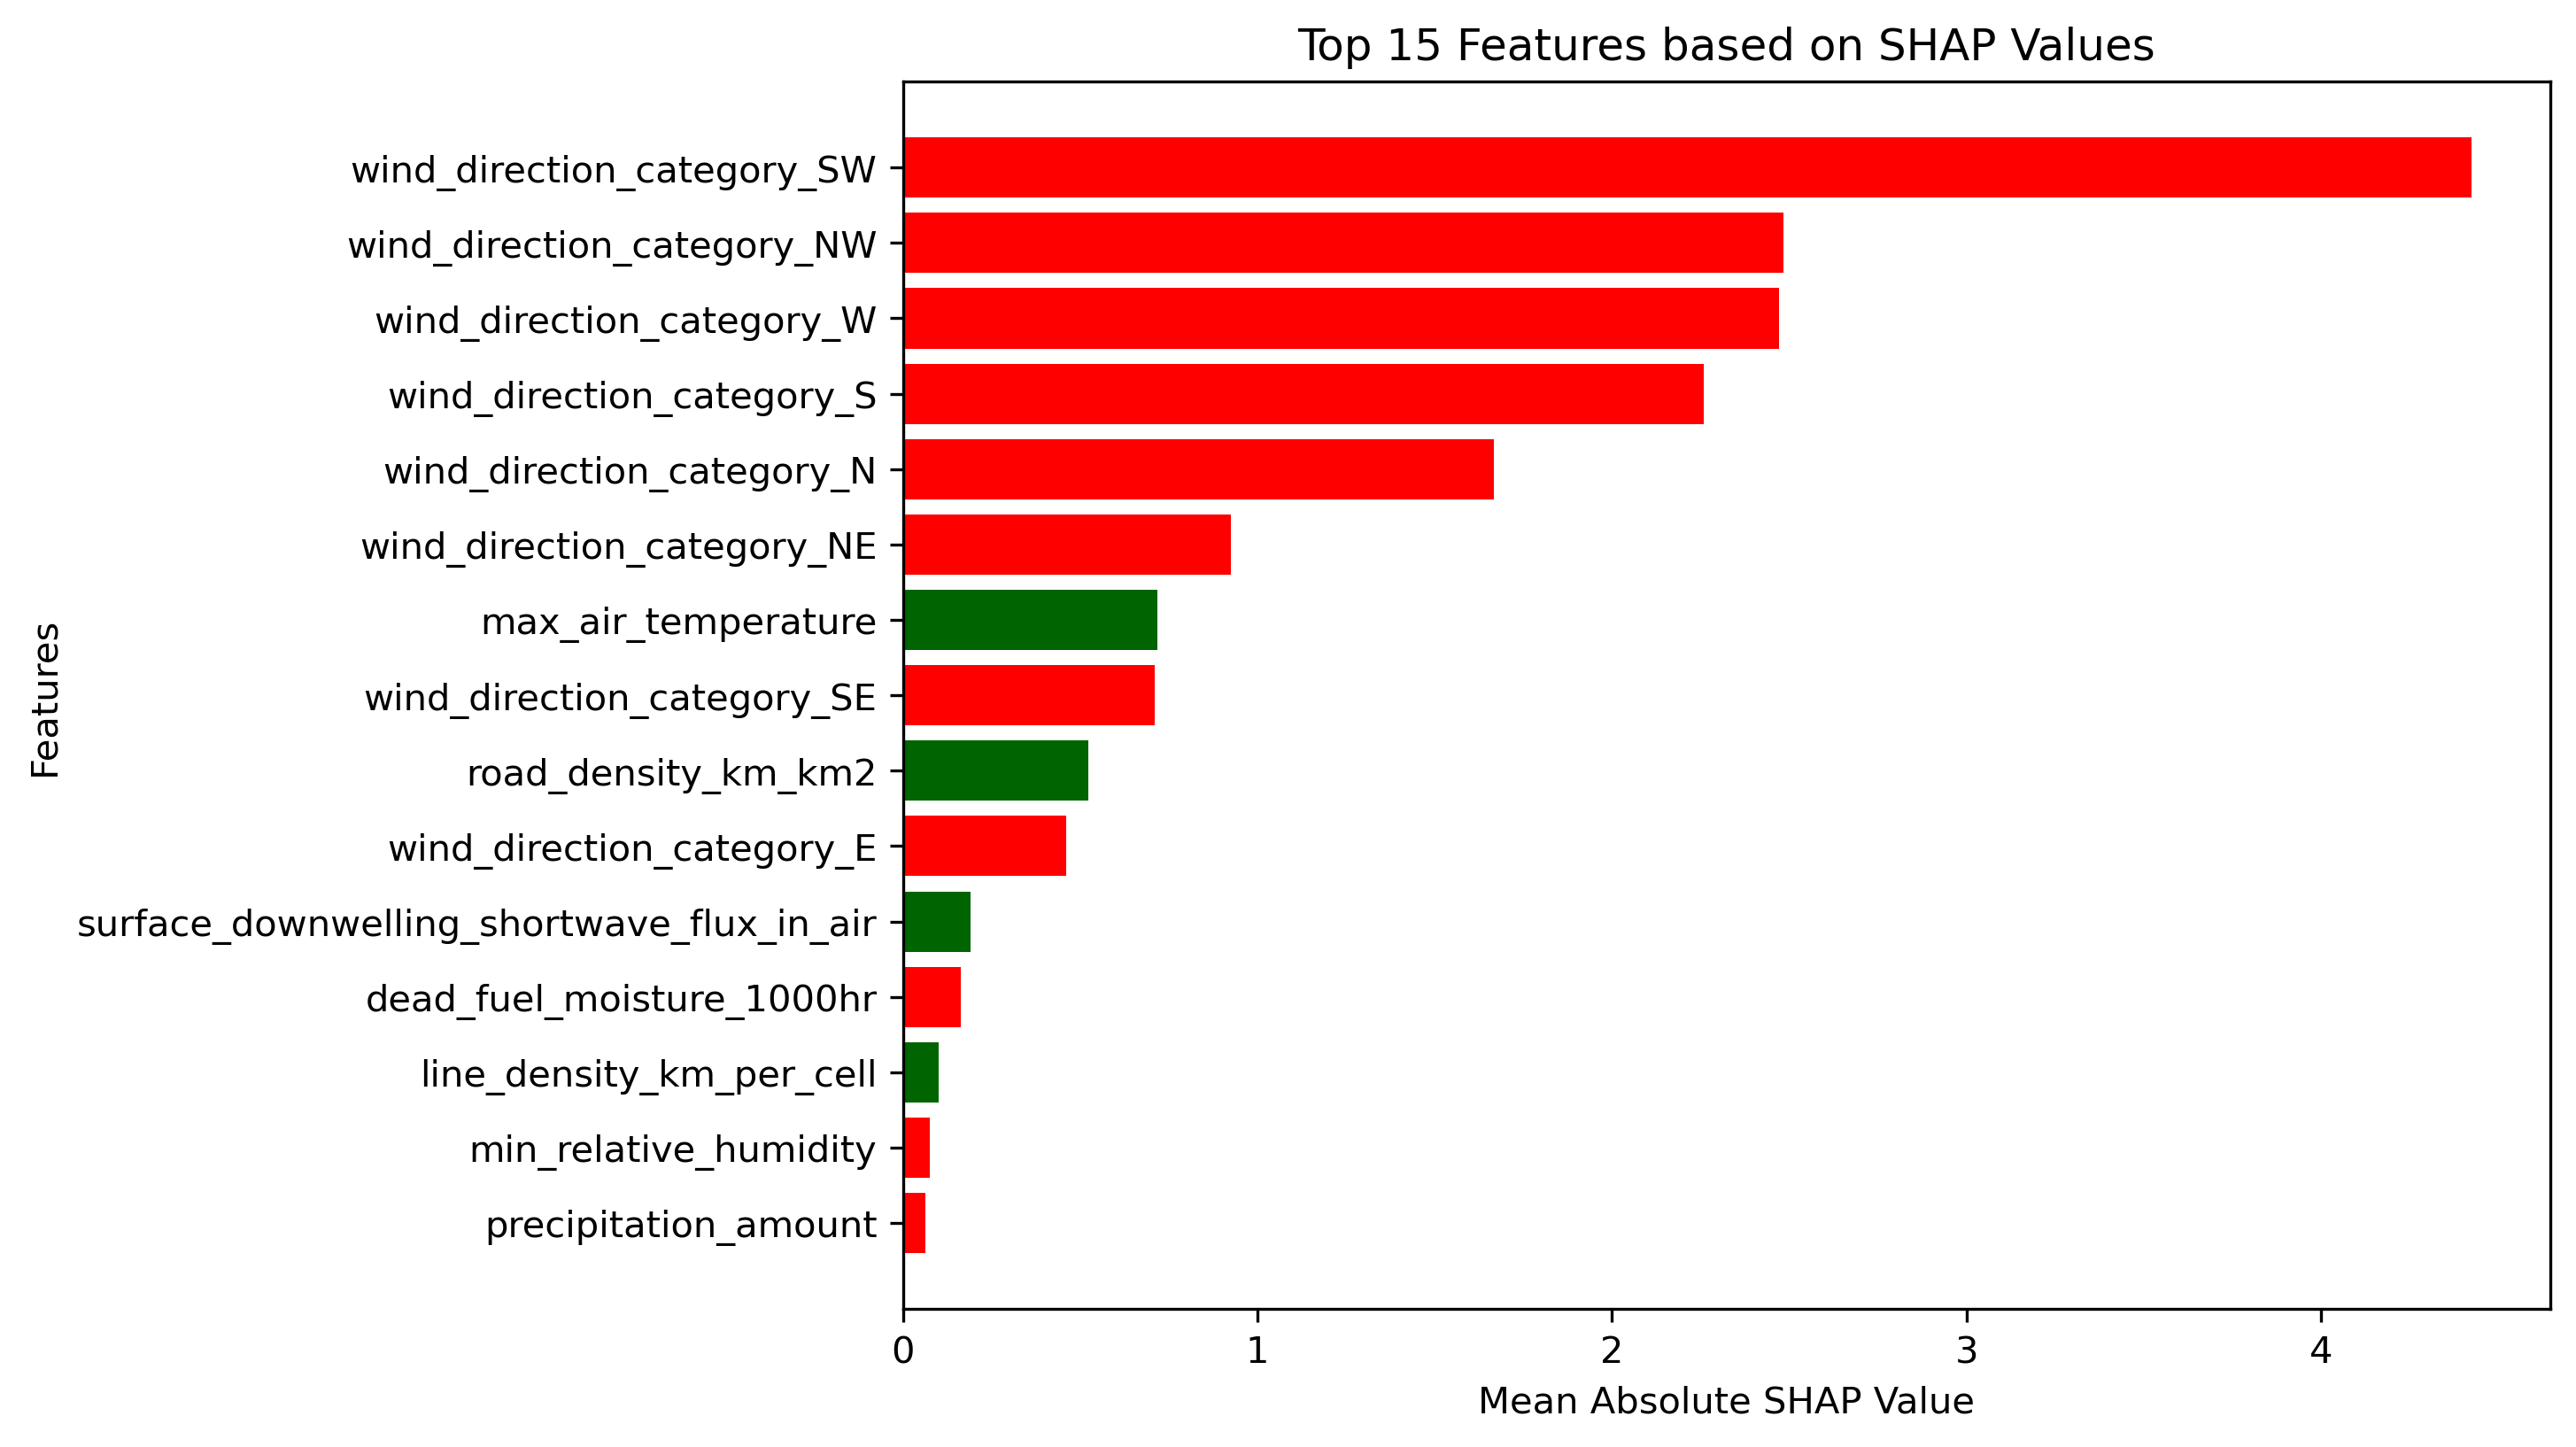 Top 15 Features based on SHAP Values
wind_direction_category_SW
wind_direction_category_NW
wind_direction_category_W
wind_direction_category_S
wind_direction_category_N
wind_direction_category_NE
max_air_temperature
wind_direction_category_SE
road_density_km_km2
wind_direction_category_E
surface_downwelling_shortwave_flux_in_air
dead_fuel_moisture_1000hr
line_density_km_per_cell
min_relative_humidity
precipitation_amount
Features
0 1 2 3 4
Mean Absolute SHAP Value